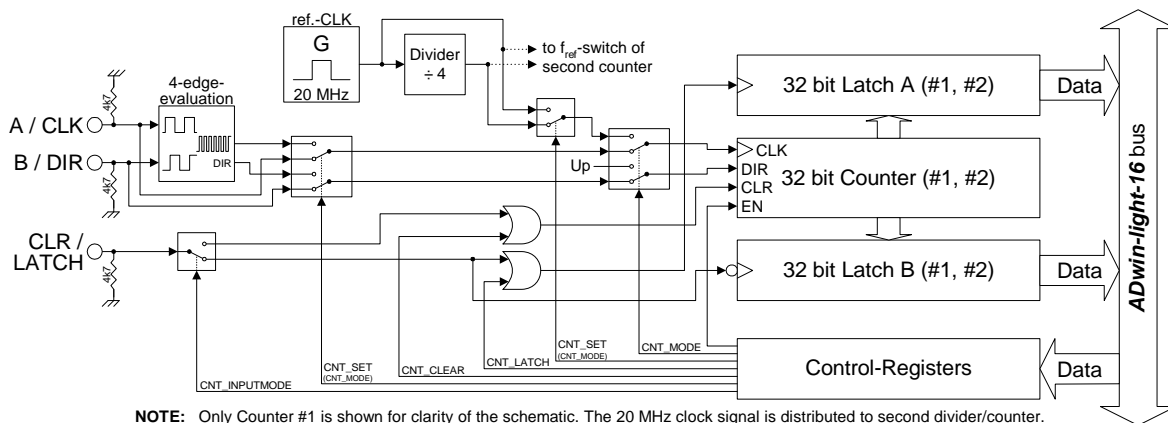 ref.-CLK
G
20 MHz
Divider
÷ 4
to fref-switch of
second counter
32 bit Latch A (#1, #2)
Data
4-edge-
evaluation
4k7
A / CLK
B / DIR
DIR
4k7
Up
CLK
DIR
CLR
EN
32 bit Counter (#1, #2)
CLR /
LATCH
4k7
32 bit Latch B (#1, #2)
Data
ADwin-light-16 bus
CNT_INPUTMODE
CNT_SET
(CNT_MODE)
CNT_CLEAR
CNT_LATCH
CNT_SET
(CNT_MODE)
CNT_MODE
Control-Registers
Data
NOTE: Only Counter #1 is shown for clarity of the schematic. The 20 MHz clock signal is distributed to second divider/counter.